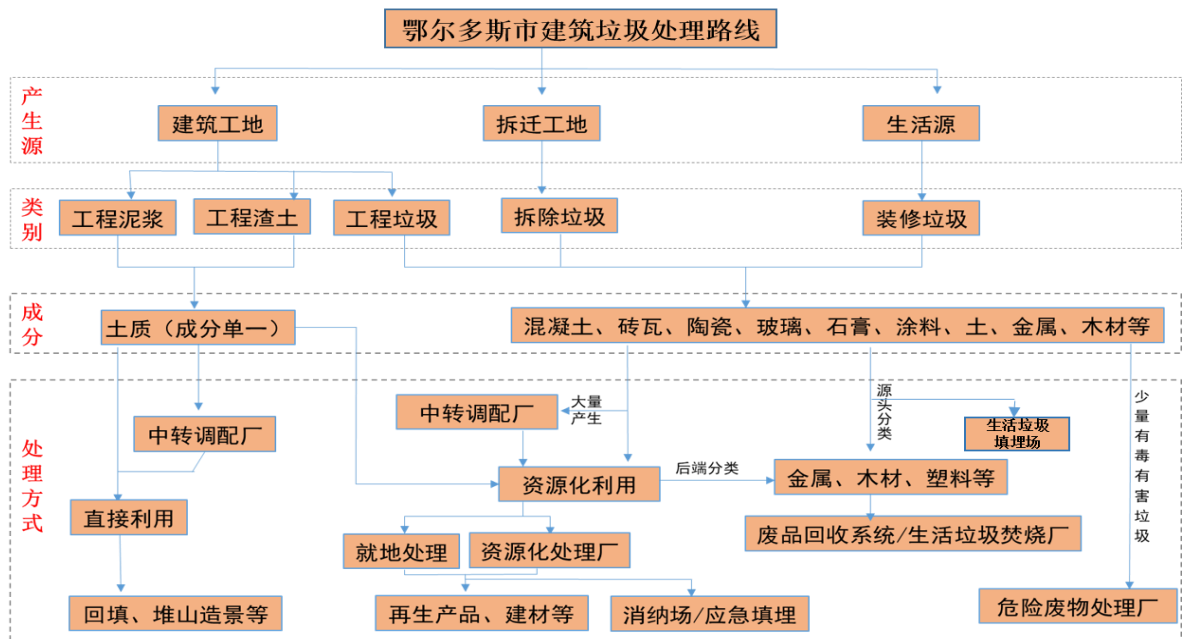 鄂尔多斯市建筑垃圾处理路线
产生源
建筑工地
拆迁工地
生活源
类别
工程泥浆
工程渣土
工程垃圾
拆除垃圾
装修垃圾
成分
土质（成分单一）
混凝土、砖瓦、陶瓷、玻璃、石膏、涂料、土、金属、木材等
处理方式
中转调配厂
中转调配厂
大量
产生
源头分类
生活垃圾
填埋场
少量有毒有害垃圾
直接利用
资源化利用
后端分类
金属、木材、塑料等
就地处理
资源化处理厂
废品回收系统/生活垃圾焚烧厂
回填、堆山造景等
再生产品、建材等
消纳场/应急填埋
危险废物处理厂